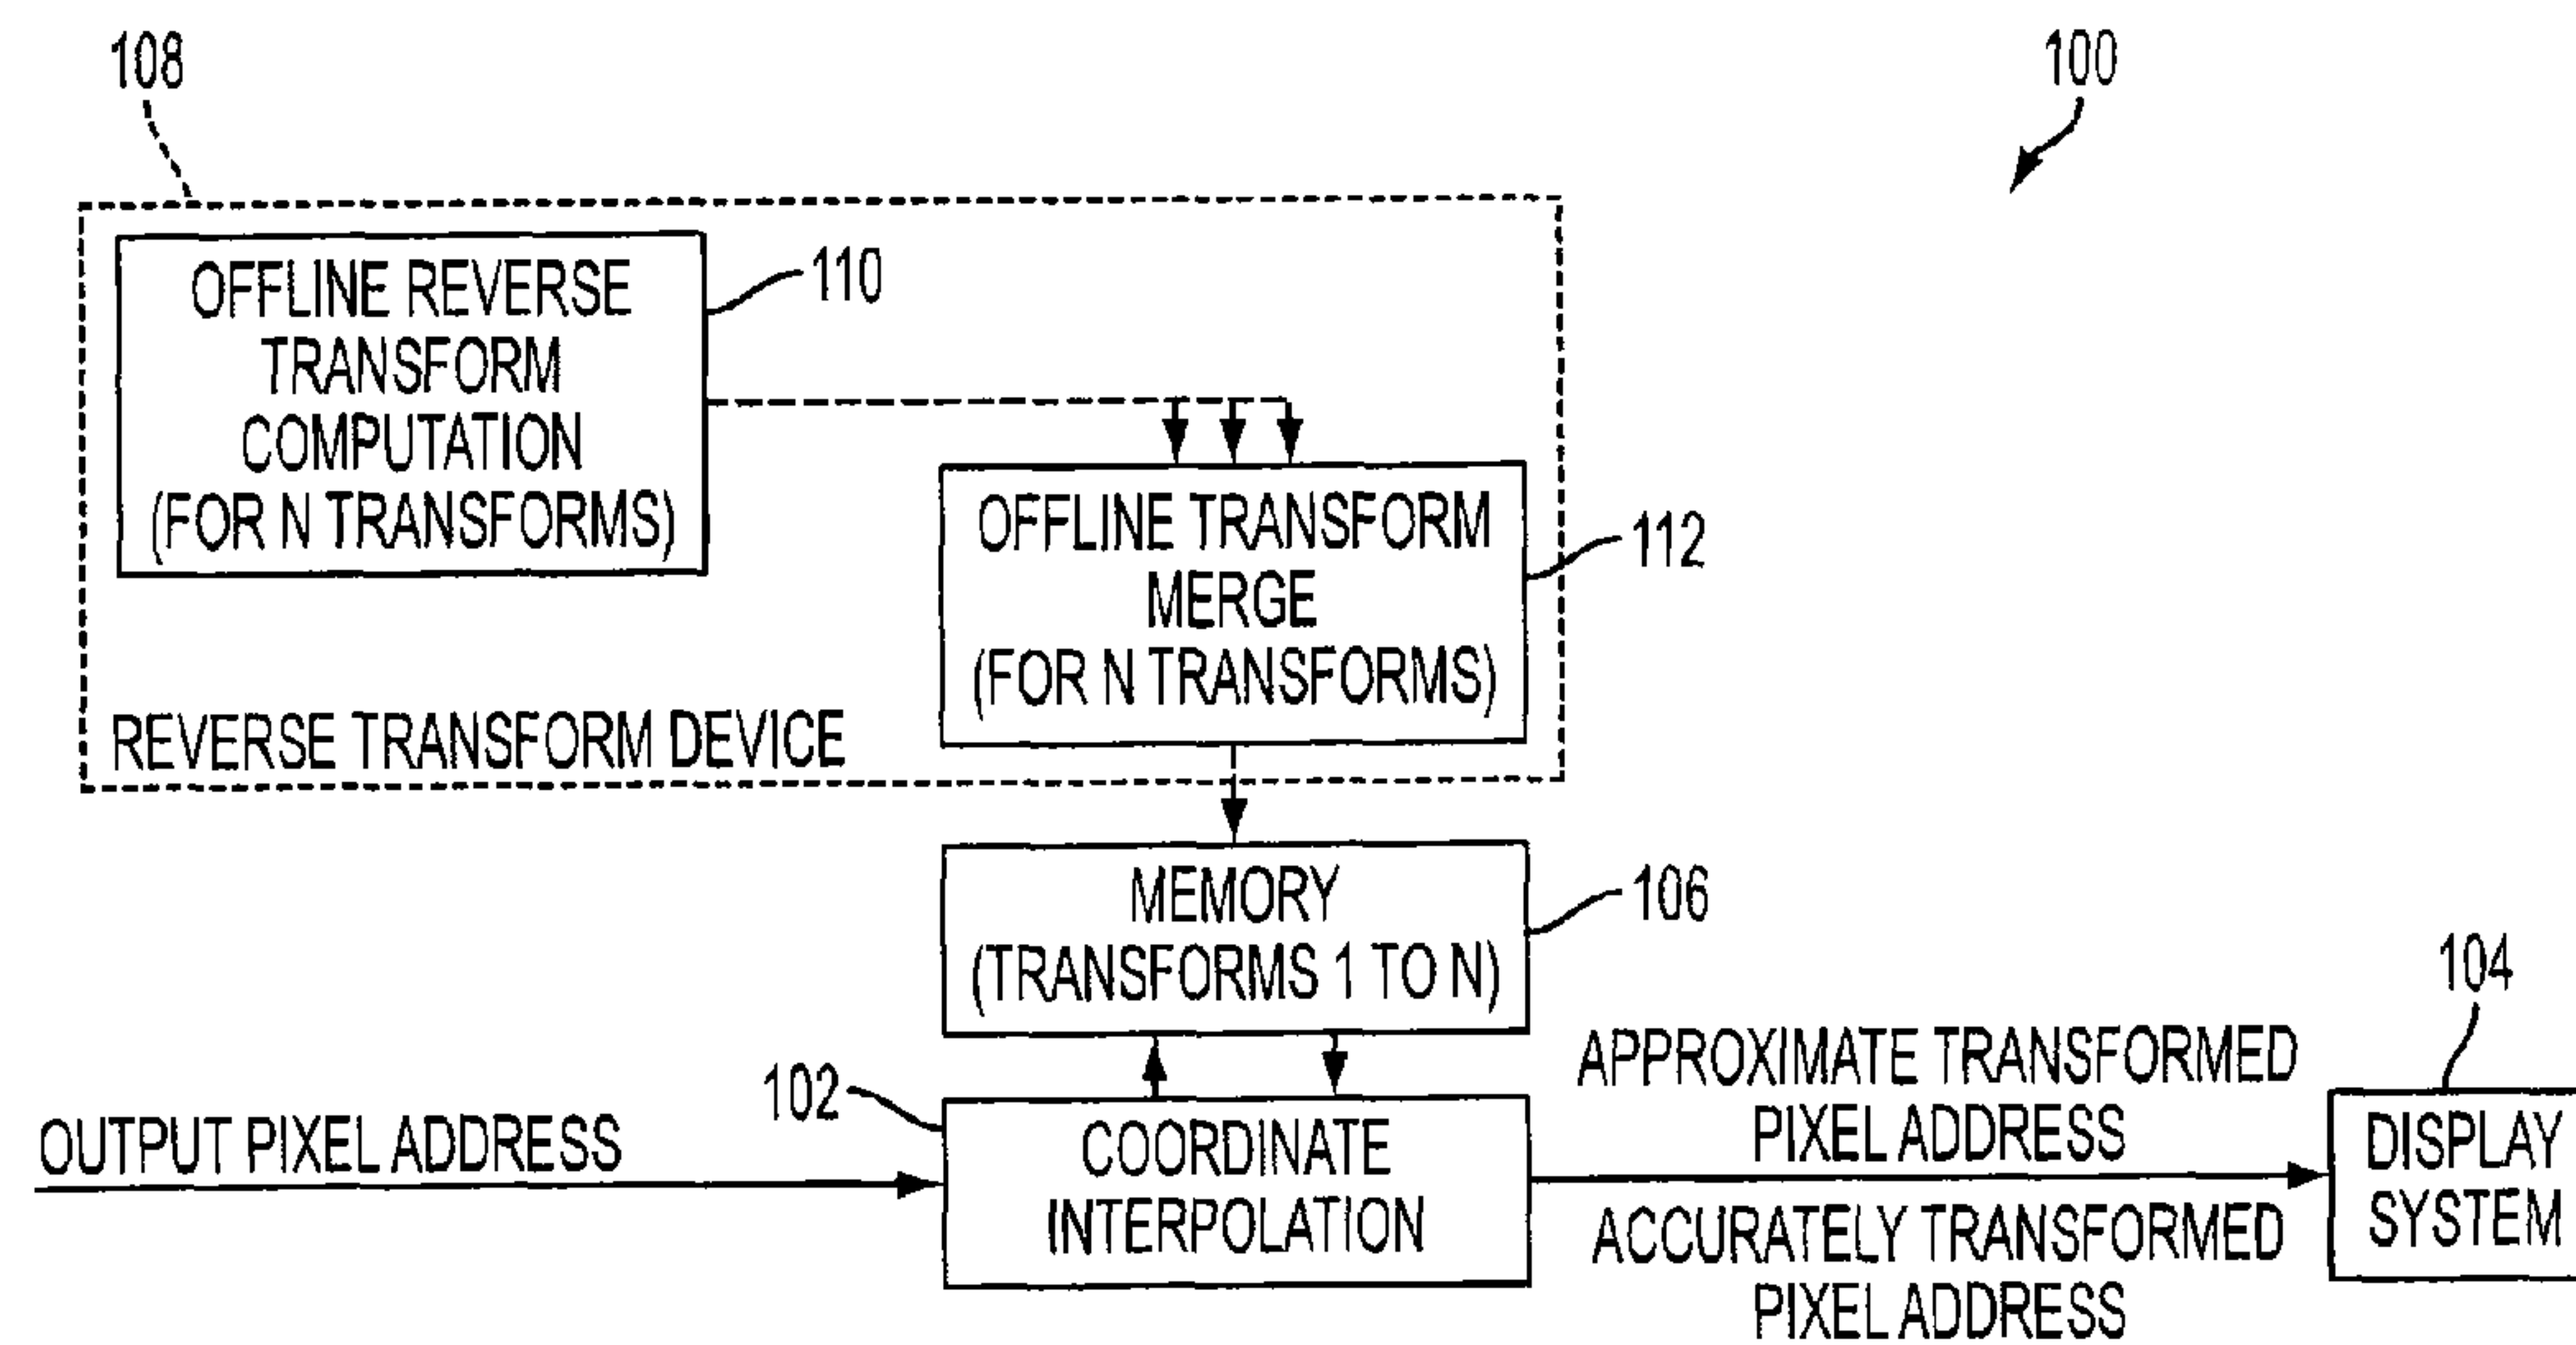 108
100
OFFLINE REVERSE
TRANSFORM
COMPUTATION
(FOR N TRANSFORMS)
110
OFFLINE TRANSFORM
MERGE
(FOR N TRANSFORMS)
112
REVERSE TRANSFORM DEVICE
MEMORY
(TRANSFORMS 1 TO N)
106
104
102
OUTPUT PIXEL ADDRESS
COORDINATE
INTERPOLATION
APPROXIMATE TRANSFORMED
PIXEL ADDRESS
ACCURATELY TRANSFORMED
PIXEL ADDRESS
DISPLAY
SYSTEM